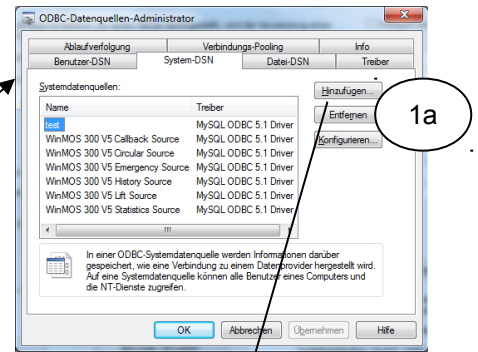 ODBC-Datenquellen-Administrator
Ablaufverfolgung Verbindungs-Pooling Info
Benutzer-DSN System-DSN Datei-DSN Treiber
Systemdatenquellen:
Name Treiber
test MySQL ODBC 5.1 Driver
WinMOS 300 V5 Callback Source MySQL ODBC 5.1 Driver
WinMOS 300 V5 Circular Source MySQL ODBC 5.1 Driver
WinMOS 300 V5 Emergency Source MySQL ODBC 5.1 Driver
WinMOS 300 V5 History Source MySQL ODBC 5.1 Driver
WinMOS 300 V5 Lift Source MySQL ODBC 5.1 Driver
WinMOS 300 V5 Statistics Source MySQL ODBC 5.1 Driver
Hinzufügen...
Entfernen
Konfigurieren...
1a
In einer ODBC-Systemdatenquelle werden Informationen darüber
gespeichert, wie eine Verbindung zu einem Datenprovider hergestellt wird.
Auf eine Systemdatenquelle können alle Benutzer eines Computers und
die NT-Dienste zugreifen.
OK Abbrechen Übernehmen Hilfe